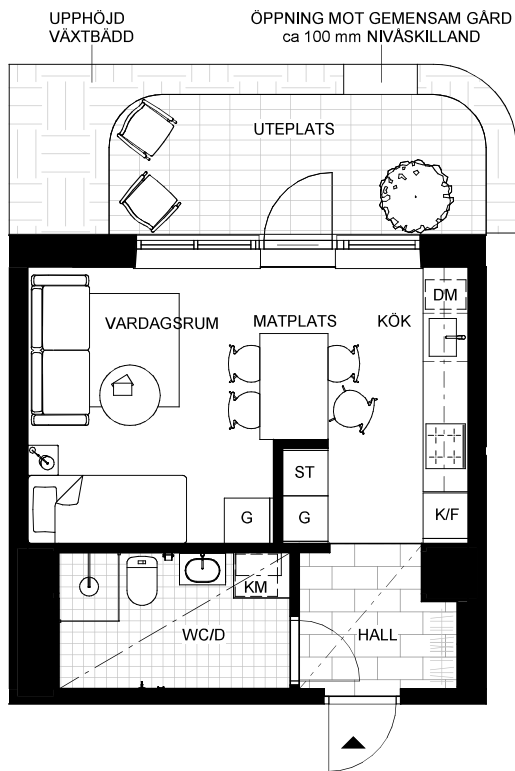 UPPHÖJD
VÄXTBÄDD
ÖPPNING MOT GEMENSAM GÅRD
ca 100 mm NIVÅSKILLAND
UTEPLATS
DM
VARDAGSRUM
MATPLATS
KÖK
ST
G
G
K/F
KM
WC/D
HALL